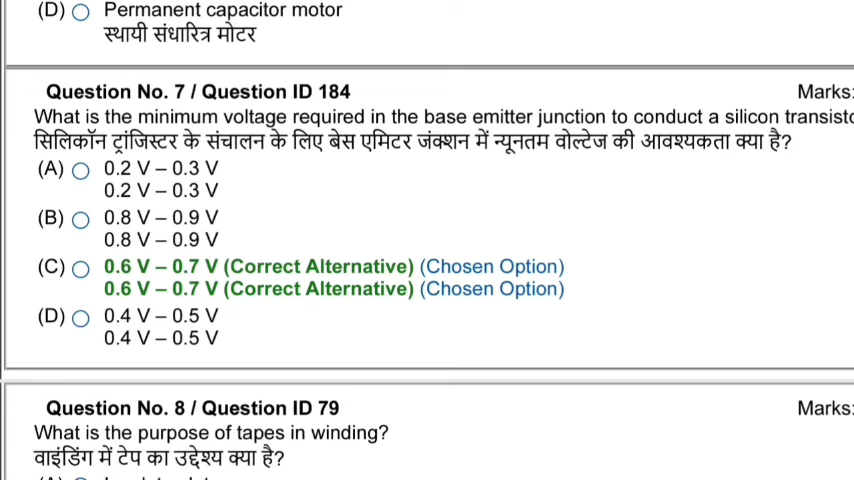 (D) Permanent capacitor motor
स्थायी संधारित्र मोटर
Question No. 7 / Question ID 184 Marks:
What is the minimum voltage required in the base emitter junction to conduct a silicon transisto
सिलिकॉन ट्रांजिस्टर के संचालन के लिए बेस एमिटर जंक्शन में न्यूनतम वोल्टेज की आवश्यकता क्या है?
(A) 0.2 V – 0.3 V
0.2 V – 0.3 V
(B) 0.8 V – 0.9 V
0.8 V – 0.9 V
(C) 0.6 V – 0.7 V (Correct Alternative) (Chosen Option)
0.6 V – 0.7 V (Correct Alternative) (Chosen Option)
(D) 0.4 V – 0.5 V
0.4 V – 0.5 V
Question No. 8 / Question ID 79 Marks:
What is the purpose of tapes in winding?
वाइंडिंग में टेप का उद्देश्य क्या है?